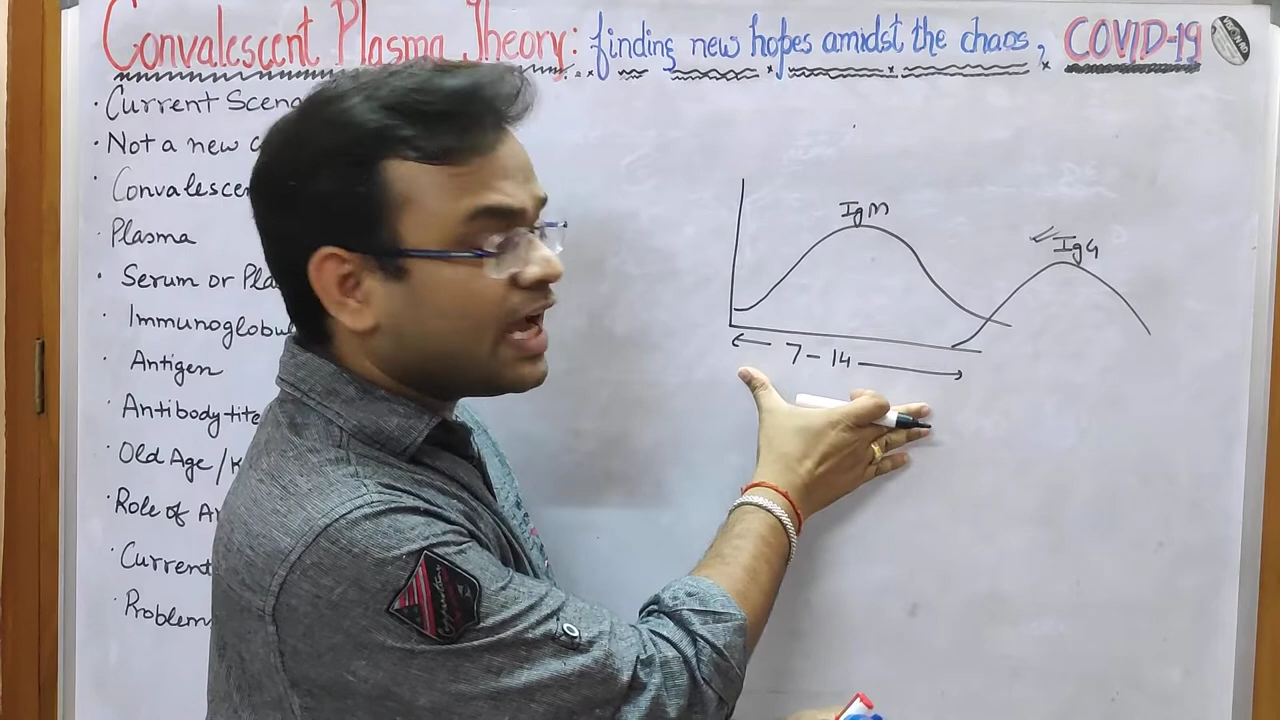 Convalescent Plasma Theory: finding new hopes amidst the chaos, COVID-19
· Current
· Not a new
· Convalescen
· Plasma
· Serum or Pla
· Immunoglobu
· Antigen
· Antibody tite
· Old Age /
· Role of
· Current
· Problem
IgM
IgG
7-14